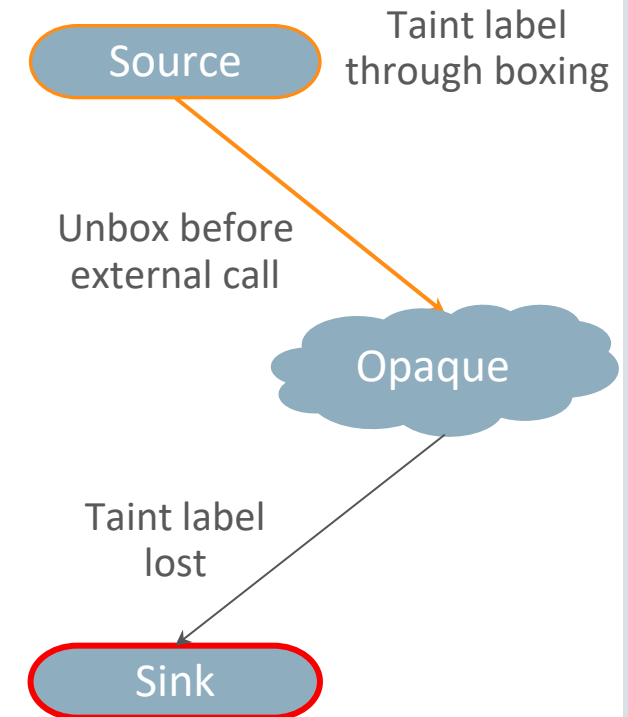 Source
Taint label
through boxing
Unbox before
external call
Opaque
Taint label
lost
Sink